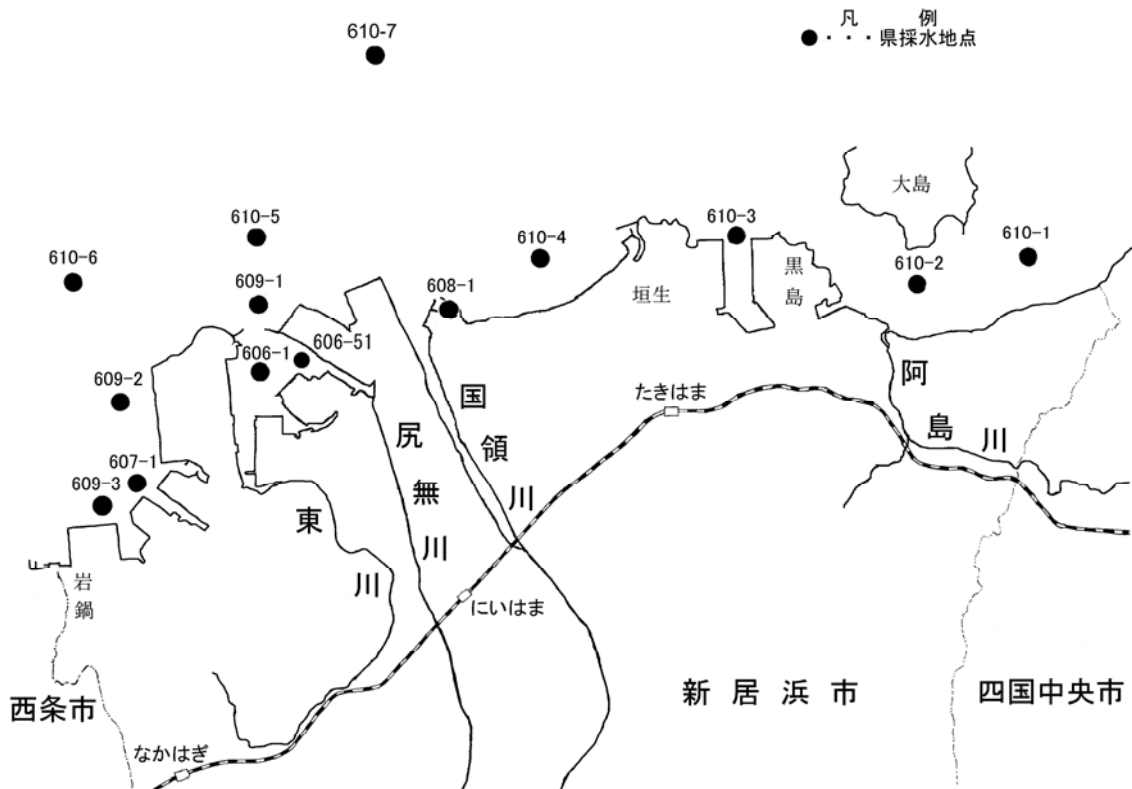 凡 例
●・・・県採水地点
610-7
大島
610-5
610-3
610-4
610-1
610-6
610-2
609-1
608-1
垣生
黒島
606-1
606-51
609-2
たきはま
国領川
阿島川
尻無川
607-1
609-3
東川
岩鍋
にいはま
西条市
新居浜市
四国中央市
なかはぎ